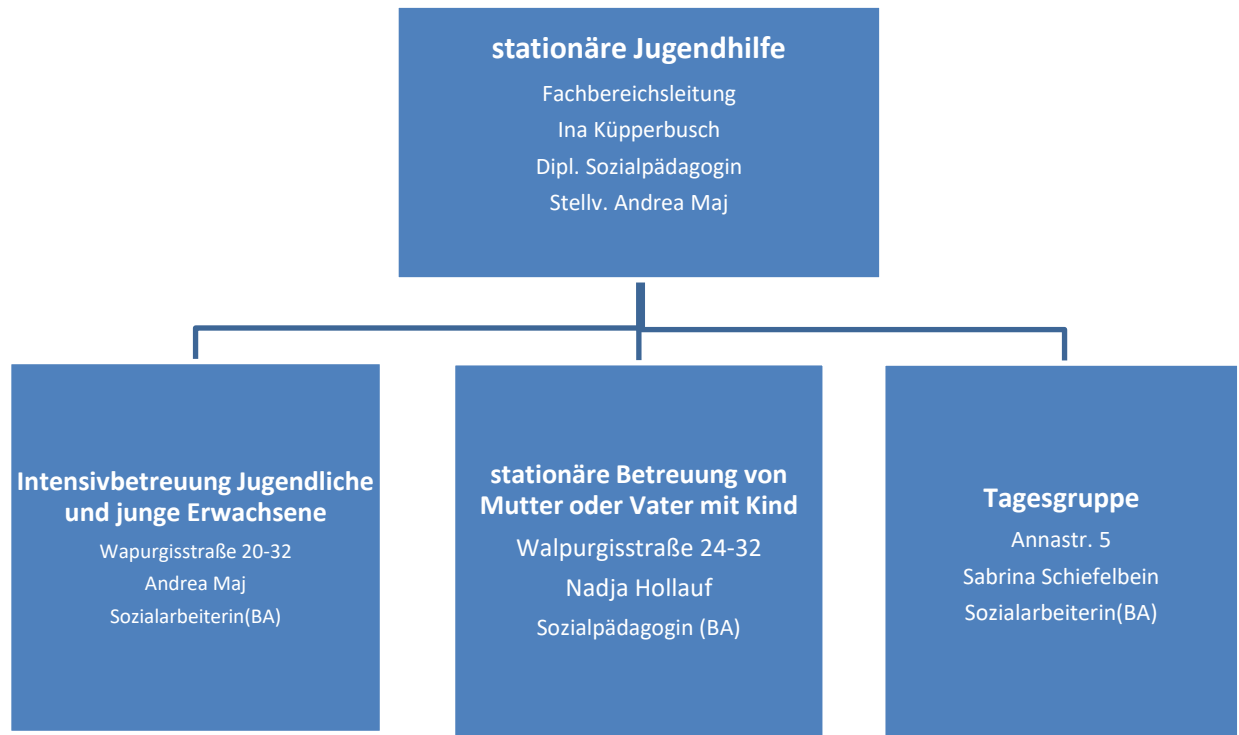 stationäre Jugendhilfe
Fachbereichsleitung
Ina Küpperbusch
Dipl. Sozialpädagogin
Stellv. Andrea Maj
Intensivbetreuung Jugendliche
und junge Erwachsene
Wapurgisstraße 20-32
Andrea Maj
Sozialarbeiterin(BA)
stationäre Betreuung von
Mutter oder Vater mit Kind
Walpurgisstraße 24-32
Nadja Hollauf
Sozialpädagogin (BA)
Tagesgruppe
Annastr. 5
Sabrina Schiefelbein
Sozialarbeiterin(BA)